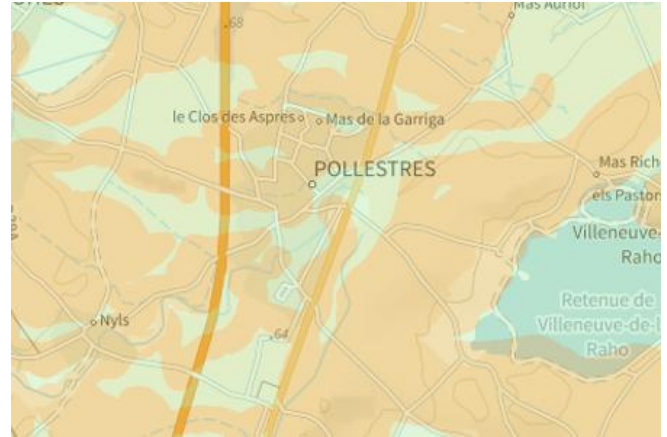 Mas Auriol
68
le Clos des Aspres
Mas de la Garriga
POLLESTRES
Mas Rich
els Paston
Villeneuve-
Raho
Retenue de
Villeneuve-de-l
Raho
Nyls
64